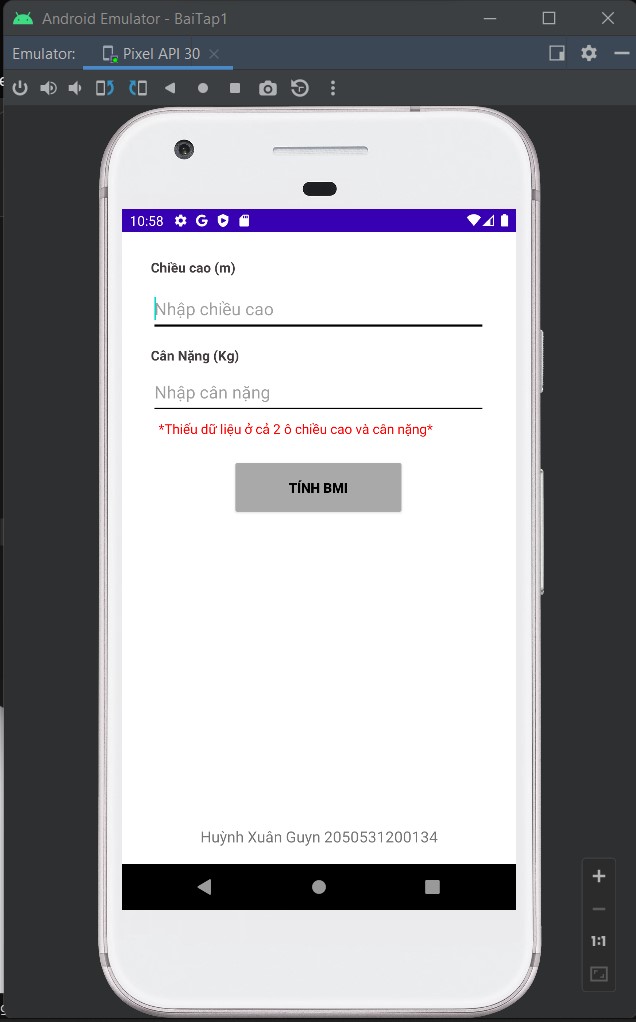 Android Emulator - BaiTap1
Emulator: Pixel API 30
10:58
Chiều cao (m)
Nhập chiều cao
Cân Nặng (Kg)
Nhập cân nặng
*Thiếu dữ liệu ở cả 2 ô chiều cao và cân nặng*
TÍNH BMI
Huỳnh Xuân Guyn 2050531200134
1:1